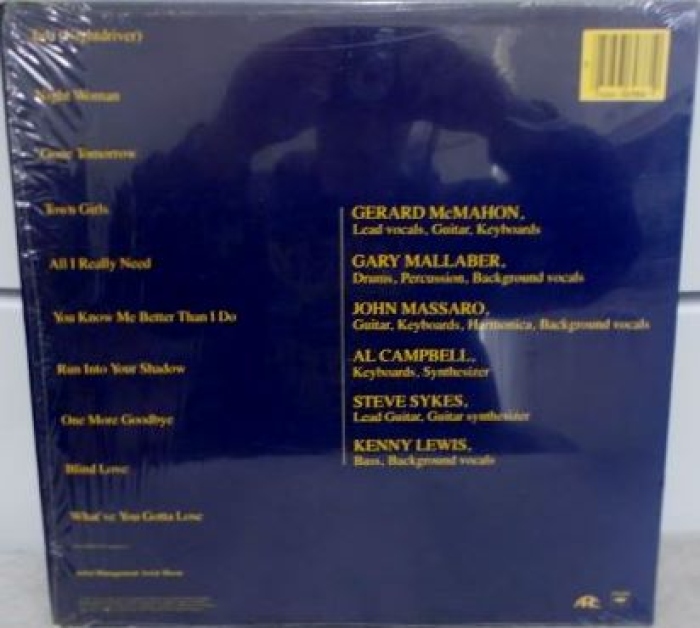 (Nightdriver)
Night Woman
Gone Tomorrow
Town Girls
All I Really Need
You Know Me Better Than I Do
Run Into Your Shadow
One More Goodbye
Blind Love
What've You Gotta Lose
GERARD McMAHON,
Lead vocals, Guitar, Keyboards
GARY MALLABER,
Drums, Percussion, Background vocals
JOHN MASSARO,
Guitar, Keyboards, Harmonica, Background vocals
AL CAMPBELL,
Keyboards, Synthesizer
STEVE SYKES,
Lead Guitar, Guitar synthesizer
KENNY LEWIS,
Bass, Background vocals
ARC